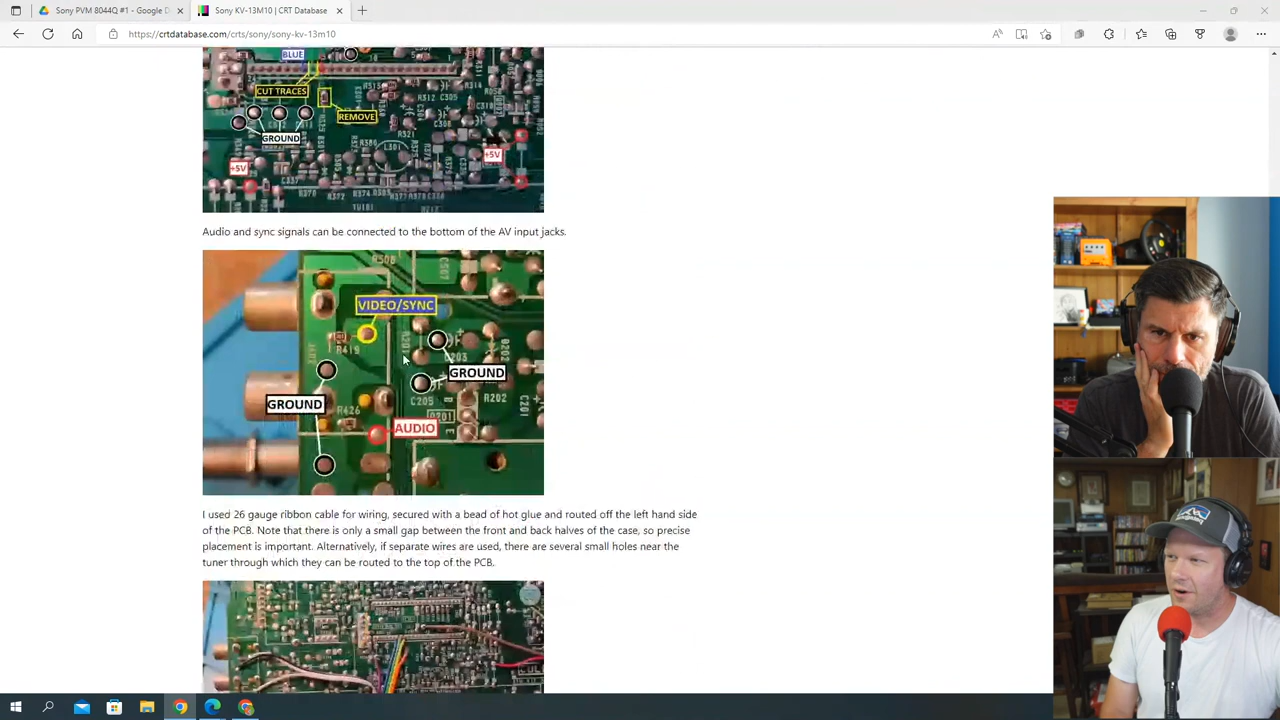 Sony PVM 8044Q #1 - Google D
Sony KV-13M10 | CRT Database
https://crtdatabase.com/crts/sony/sony-kv-13m10
BLUE
CUT TRACES
REMOVE
GROUND
+5V
+5V
Audio and sync signals can be connected to the bottom of the AV input jacks.
VIDEO/SYNC
R419
C203
GROUND
C205
R202
GROUND
R426
AUDIO
I used 26 gauge ribbon cable for wiring, secured with a bead of hot glue and routed off the left hand side
of the PCB. Note that there is only a small gap between the front and back halves of the case, so precise
placement is important. Alternatively, if separate wires are used, there are several small holes near the
tuner through which they can be routed to the top of the PCB.